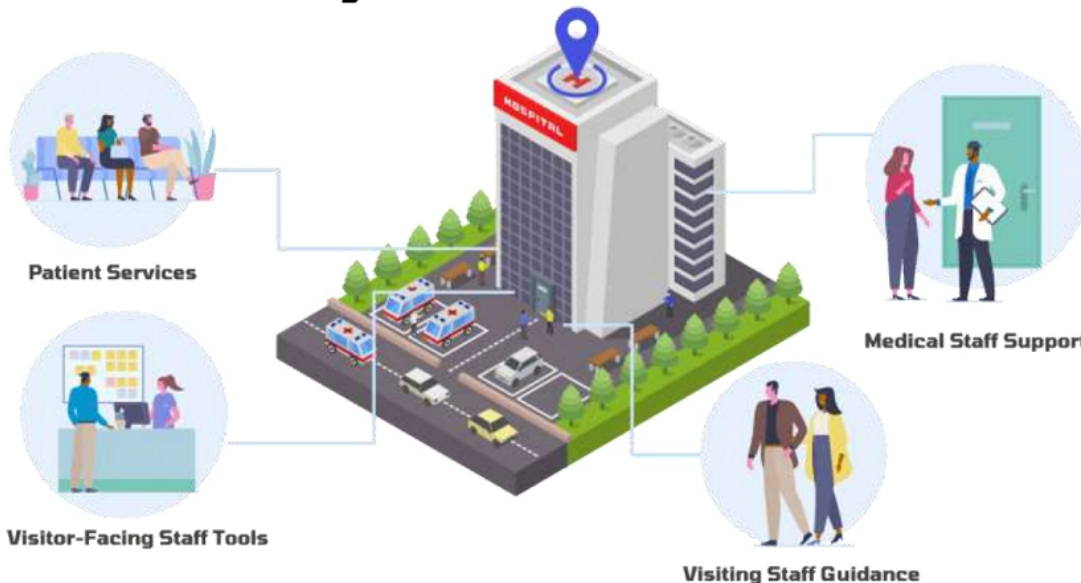 HOSPITAL
H
Patient Services
Medical Staff Support
Visitor-Facing Staff Tools
Visiting Staff Guidance